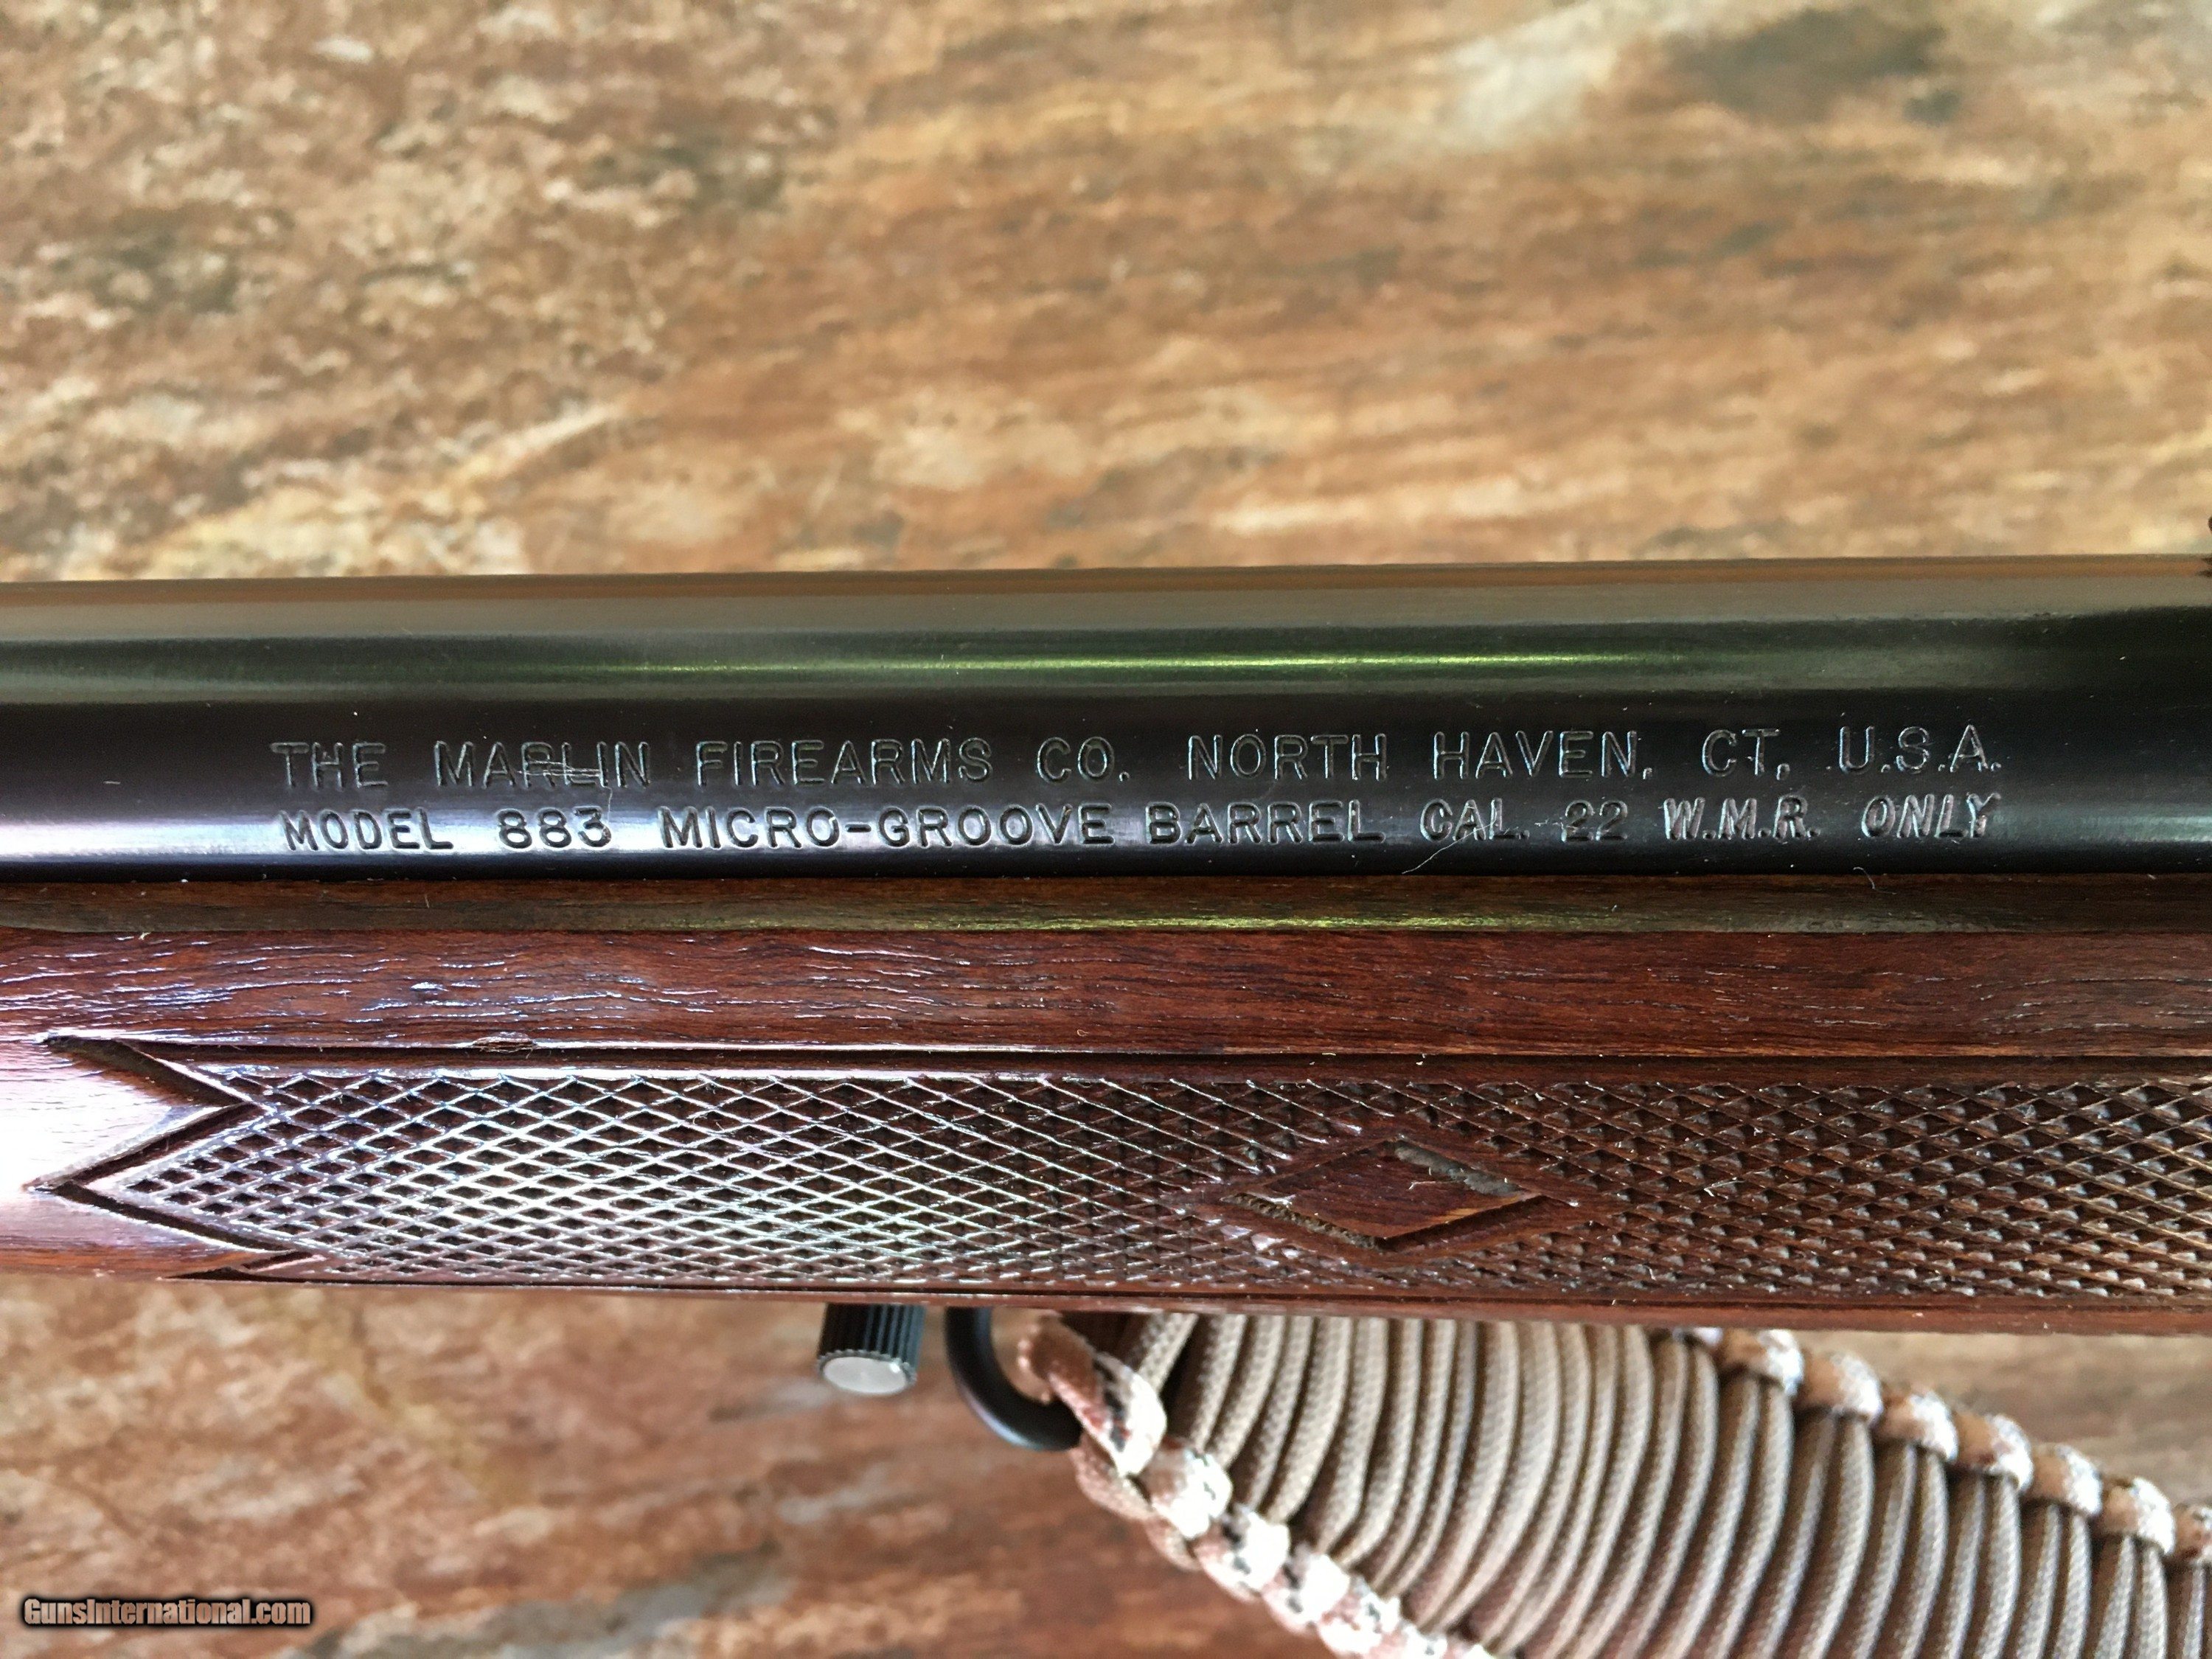 THE MARLIN FIREARMS CO. NORTH HAVEN, CT, U.S.A.
MODEL 883 MICRO-GROOVE BARREL CAL. 22 W.M.R. ONLY
GunsInternational.com